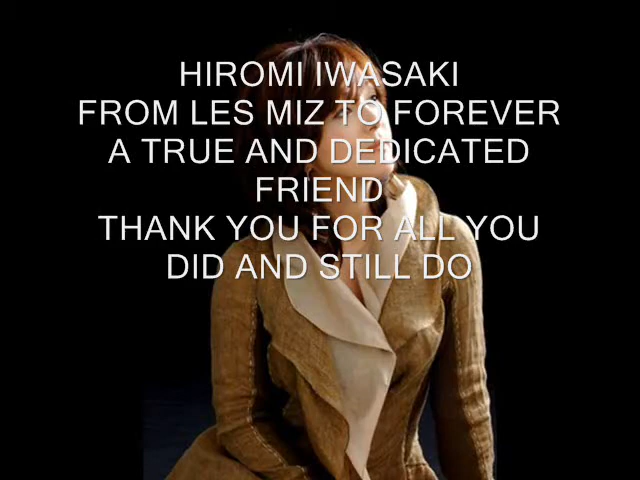 HIROMI IWASAKI
FROM LES MIZ TO FOREVER
A TRUE AND DEDICATED
FRIEND
THANK YOU FOR ALL YOU
DID AND STILL DO